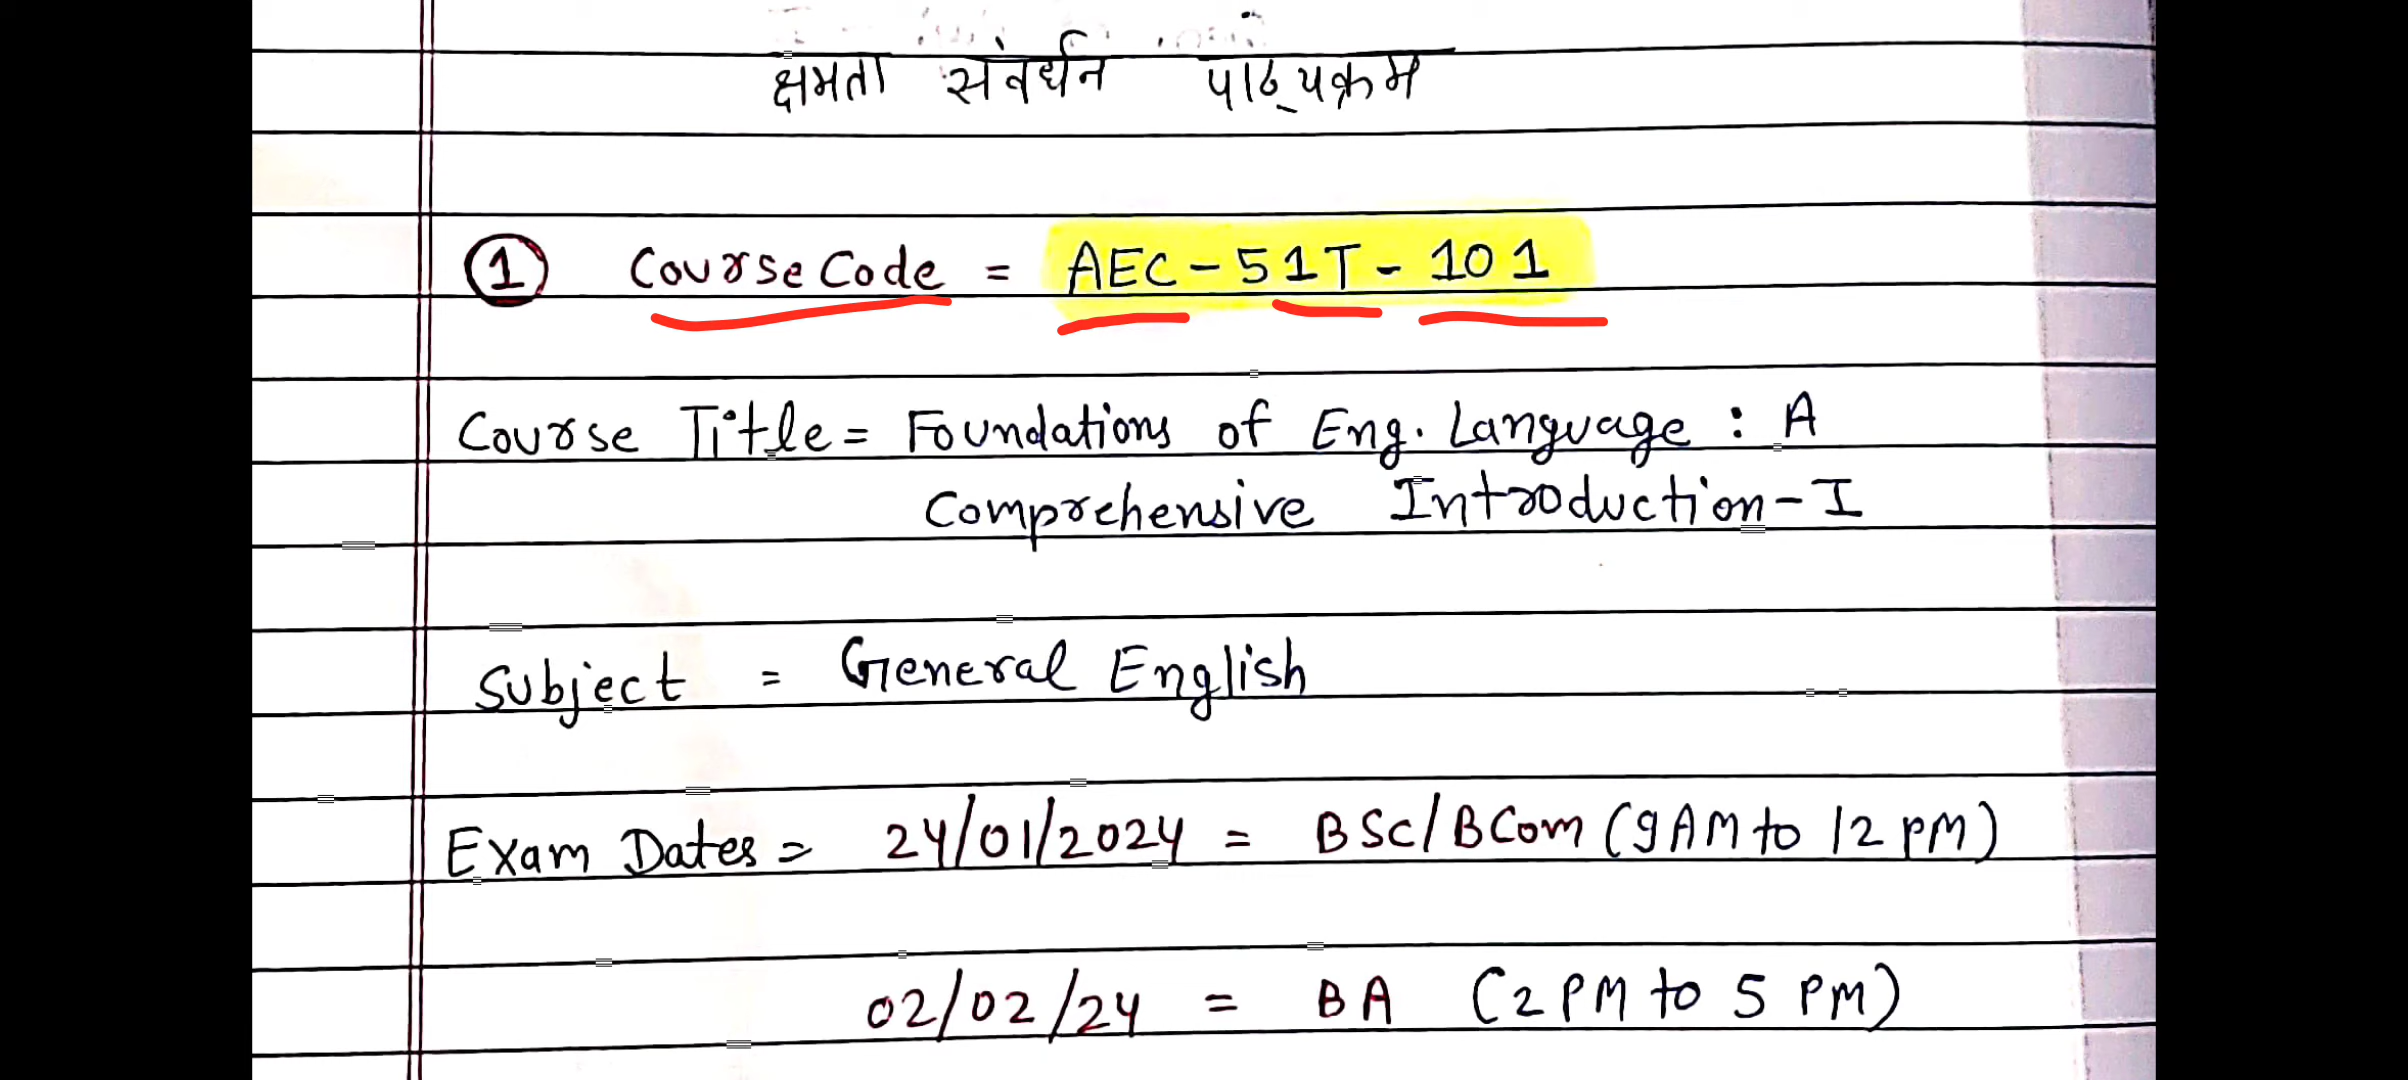 क्षमता संवर्धन पाठ्यक्रम
1 Course Code = AEC - 51T - 101
Course Title = Foundations of Eng. Language : A
Comprehensive Introduction - I
Subject = General English
Exam Dates = 24/01/2024 = BSc/BCom (9AM to 12 PM)
02/02/24 = BA (2 PM to 5 PM)